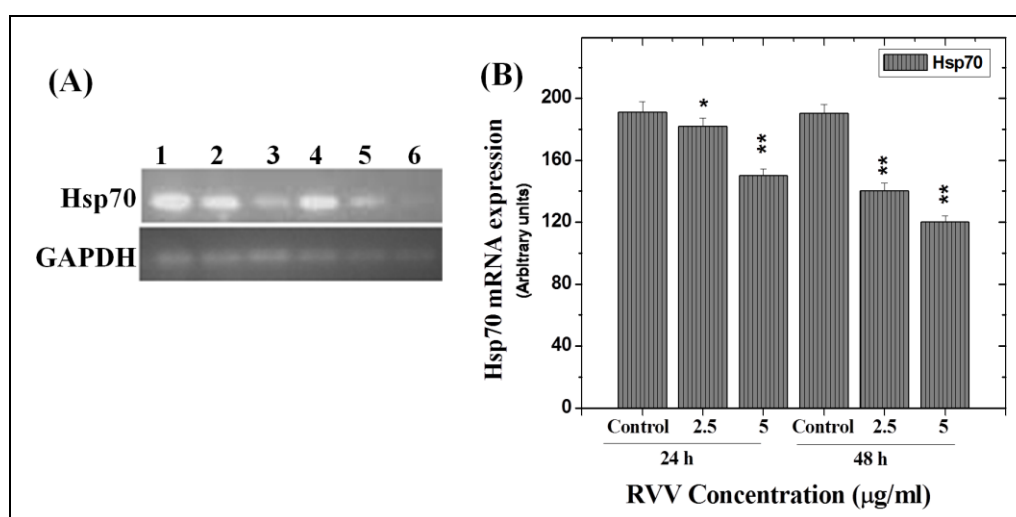 (A)
1 2 3 4 5 6
Hsp70
GAPDH
(B)
Hsp70
Hsp70 mRNA expression
(Arbitrary units)
200
160
120
80
40
0
* ** ** **
Control 2.5 5 Control 2.5 5
24 h 48 h
RVV Concentration (μg/ml)